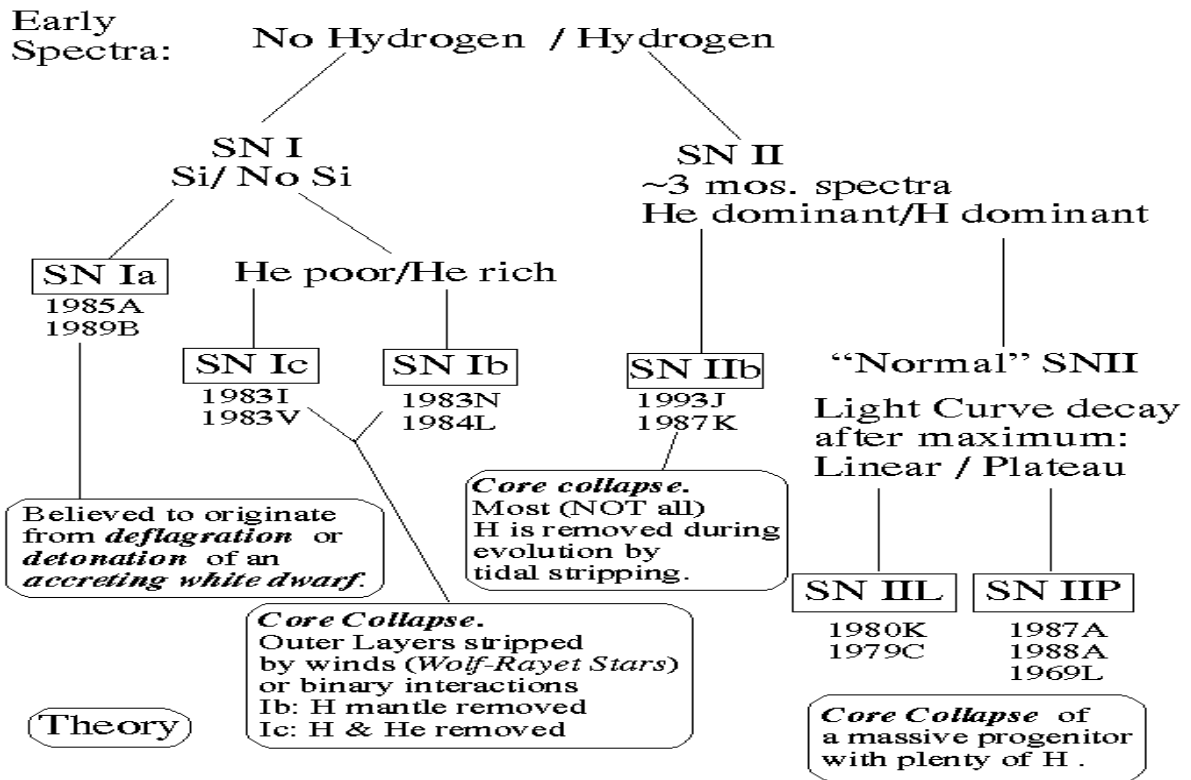 Early
Spectra:
No Hydrogen / Hydrogen
SN I
Si/ No Si
SN II
~3 mos. spectra
He dominant/H dominant
SN Ia
1985A
1989B
He poor/He rich
SN Ic
1983I
1983V
SN Ib
1983N
1984L
SN IIb
1993J
1987K
“Normal” SNII
Light Curve decay
after maximum:
Linear / Plateau
Believed to originate
from deflagration or
detonation of an
accreting white dwarf.
Core collapse.
Most (NOT all)
H is removed during
evolution by
tidal stripping.
SN IIL
1980K
1979C
SN IIP
1987A
1988A
1969L
Core Collapse.
Outer Layers stripped
by winds (Wolf-Rayet Stars)
or binary interactions
Ib: H mantle removed
Ic: H & He removed
Core Collapse of
a massive progenitor
with plenty of H .
Theory